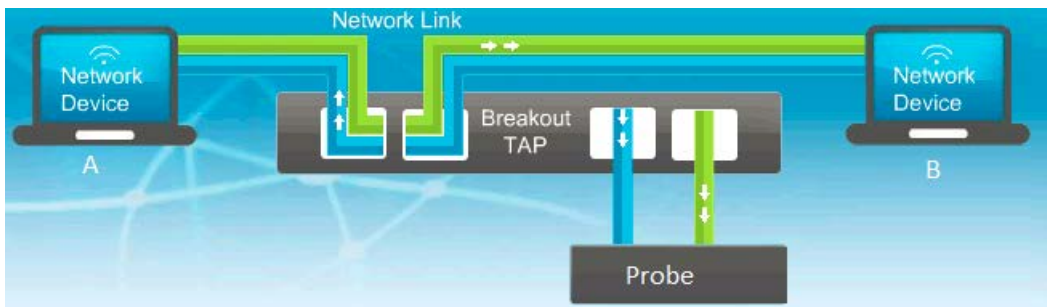 Network Link
Network
Device
A
Breakout
TAP
Network
Device
B
Probe